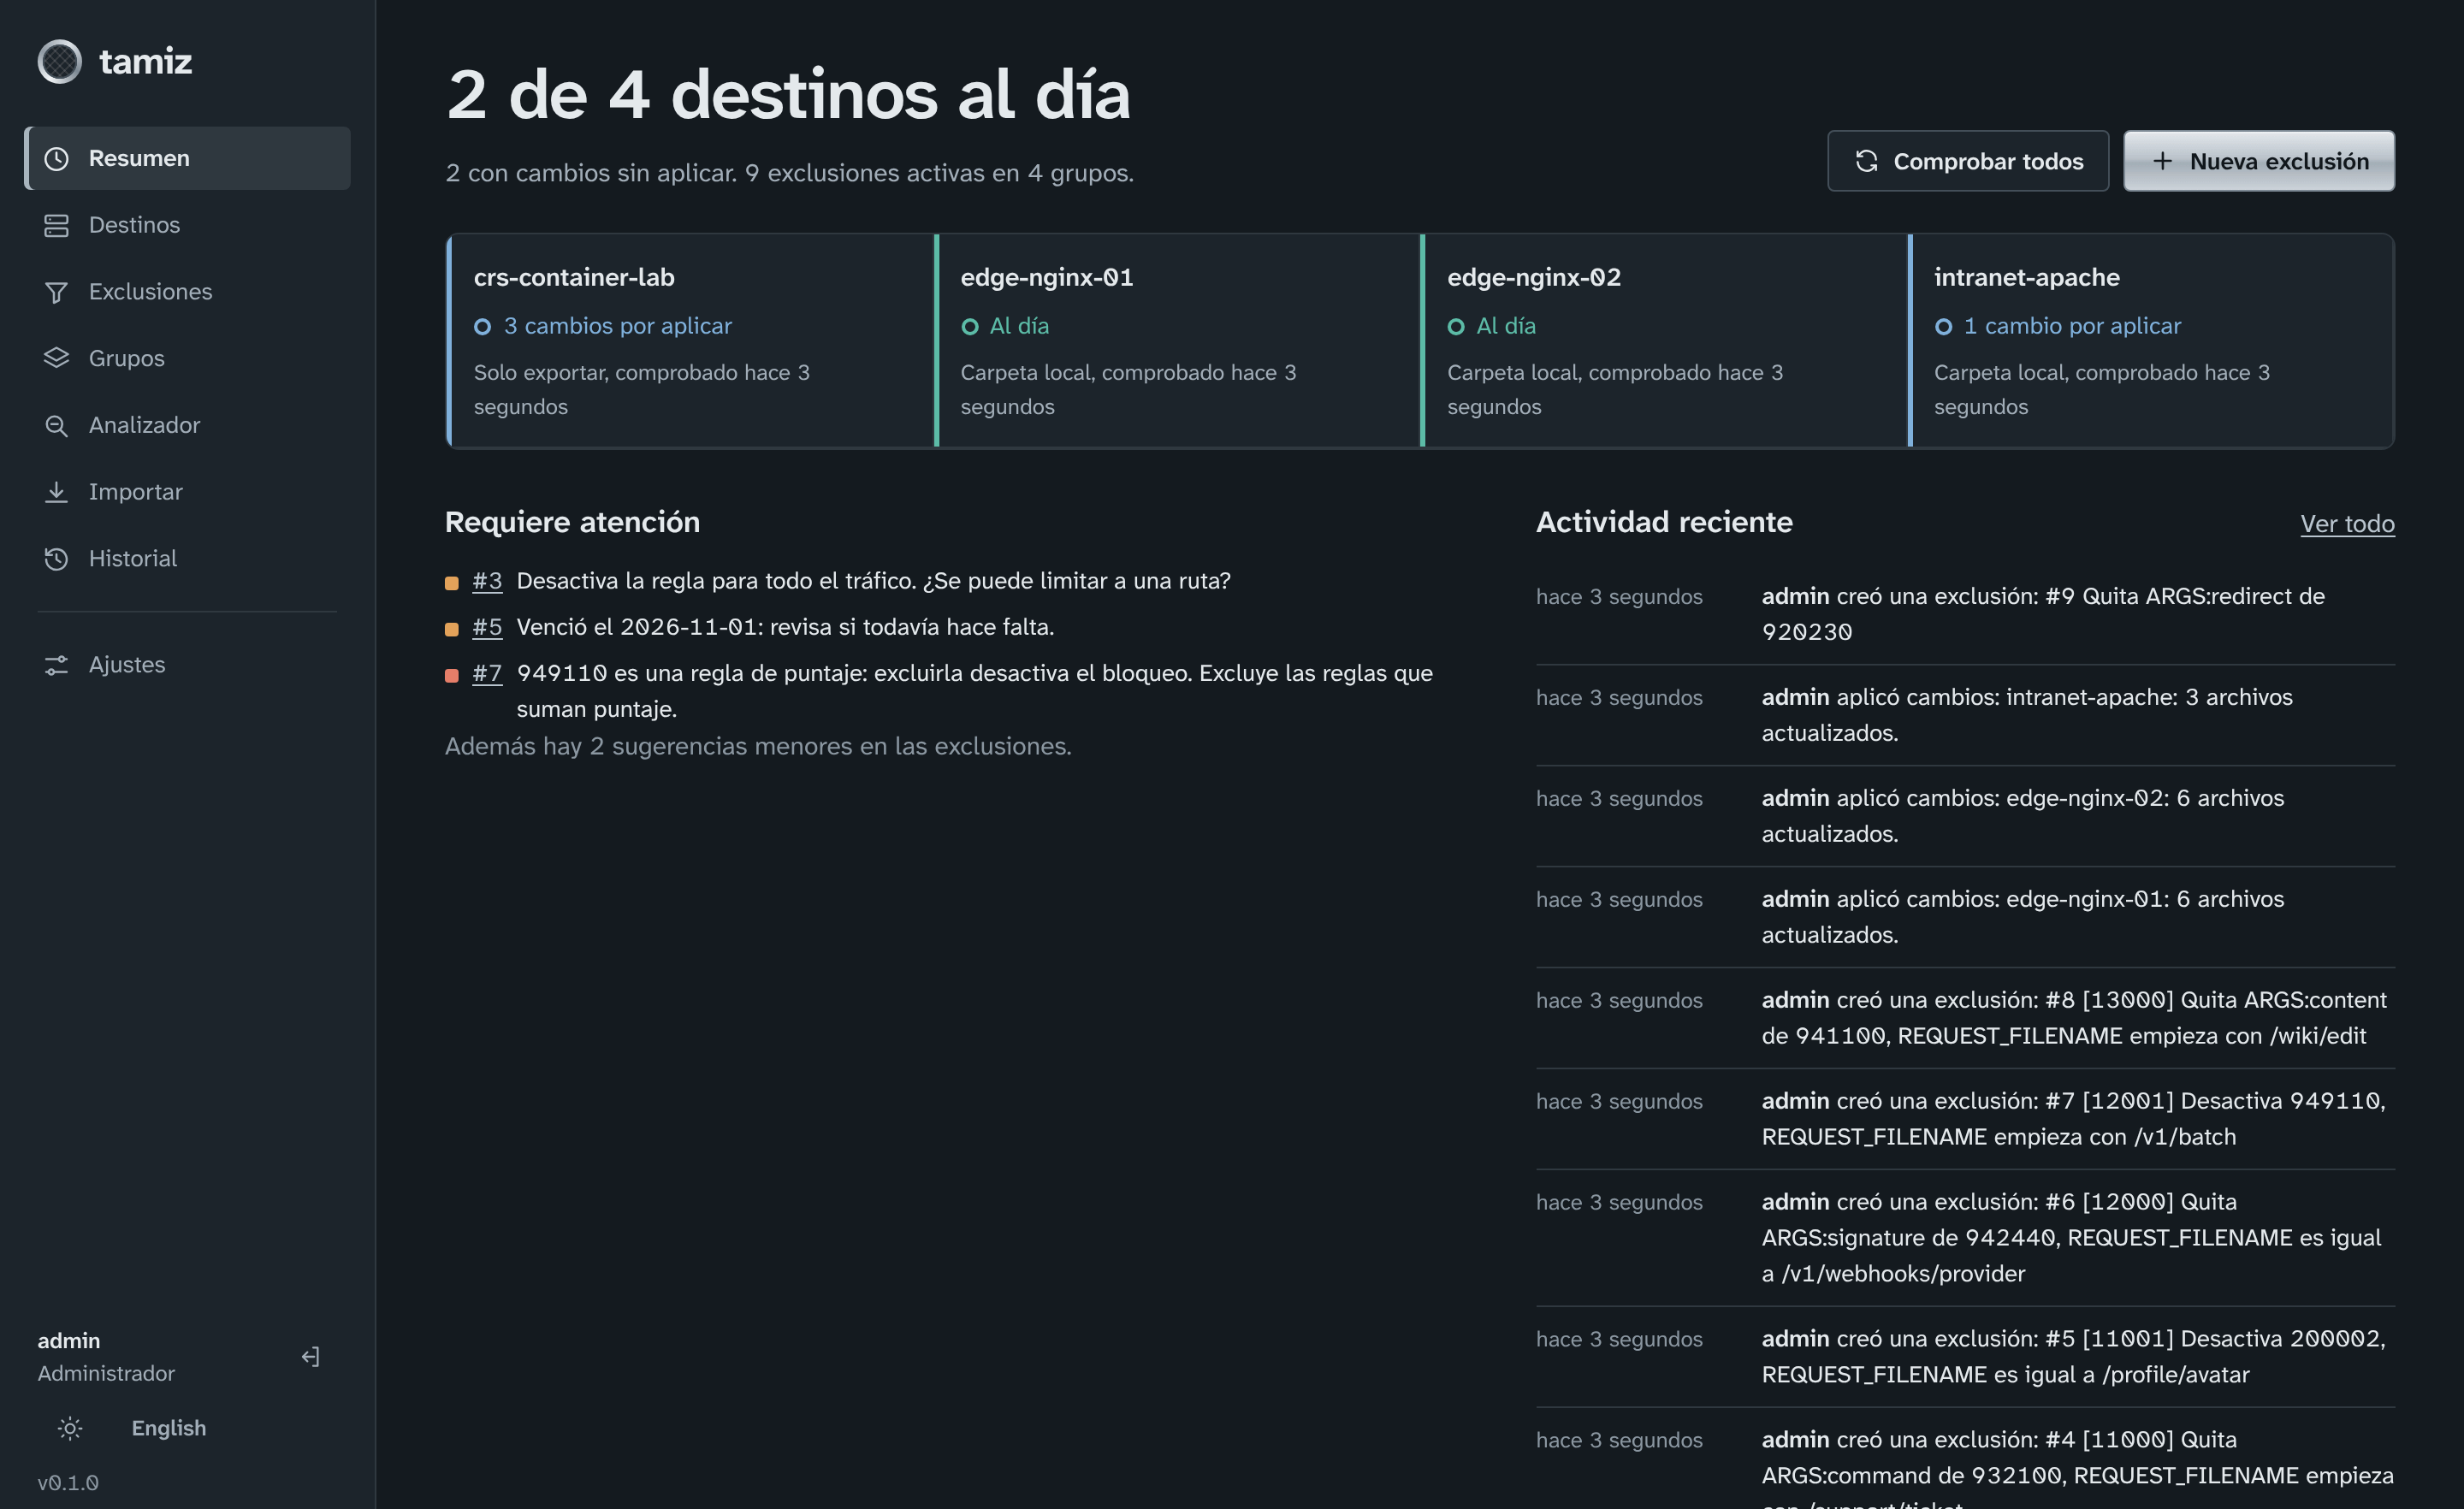 tamiz
Resumen
Destinos
Exclusiones
Grupos
Analizador
Importar
Historial
Ajustes
admin
Administrador
English
v0.1.0
2 de 4 destinos al día
2 con cambios sin aplicar. 9 exclusiones activas en 4 grupos.
Comprobar todos
Nueva exclusión
crs-container-lab
3 cambios por aplicar
Solo exportar, comprobado hace 3
segundos
edge-nginx-01
Al día
Carpeta local, comprobado hace 3
segundos
edge-nginx-02
Al día
Carpeta local, comprobado hace 3
segundos
intranet-apache
1 cambio por aplicar
Carpeta local, comprobado hace 3
segundos
Requiere atención
#3 Desactiva la regla para todo el tráfico. ¿Se puede limitar a una ruta?
#5 Venció el 2026-11-01: revisa si todavía hace falta.
#7 949110 es una regla de puntaje: excluirla desactiva el bloqueo. Excluye las reglas que
suman puntaje.
Además hay 2 sugerencias menores en las exclusiones.
Actividad reciente
Ver todo
hace 3 segundos admin creó una exclusión: #9 Quita ARGS:redirect de
920230
hace 3 segundos admin aplicó cambios: intranet-apache: 3 archivos
actualizados.
hace 3 segundos admin aplicó cambios: edge-nginx-02: 6 archivos
actualizados.
hace 3 segundos admin aplicó cambios: edge-nginx-01: 6 archivos
actualizados.
hace 3 segundos admin creó una exclusión: #8 [13000] Quita ARGS:content
de 941100, REQUEST_FILENAME empieza con /wiki/edit
hace 3 segundos admin creó una exclusión: #7 [12001] Desactiva 949110,
REQUEST_FILENAME empieza con /v1/batch
hace 3 segundos admin creó una exclusión: #6 [12000] Quita
ARGS:signature de 942440, REQUEST_FILENAME es igual
a /v1/webhooks/provider
hace 3 segundos admin creó una exclusión: #5 [11001] Desactiva 200002,
REQUEST_FILENAME es igual a /profile/avatar
hace 3 segundos admin creó una exclusión: #4 [11000] Quita
ARGS:command de 932100, REQUEST_FILENAME empieza
con /support/ticket